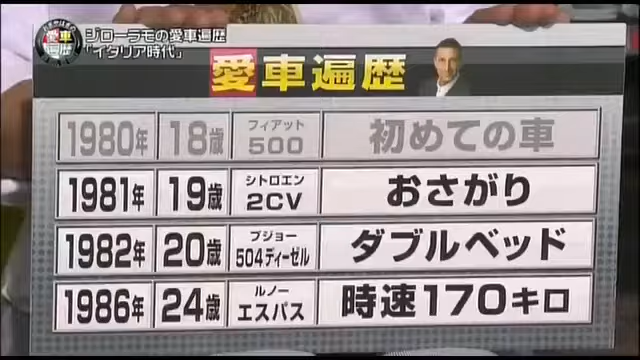 愛車遍歴
ジローラモの愛車遍歴
「イタリア時代」
愛車遍歴
1980年 18歳 フィアット 500 初めての車
1981年 19歳 シトロエン 2CV おさがり
1982年 20歳 プジョー 504ディーゼル ダブルベッド
1986年 24歳 ルノー エスパス 時速170キロ